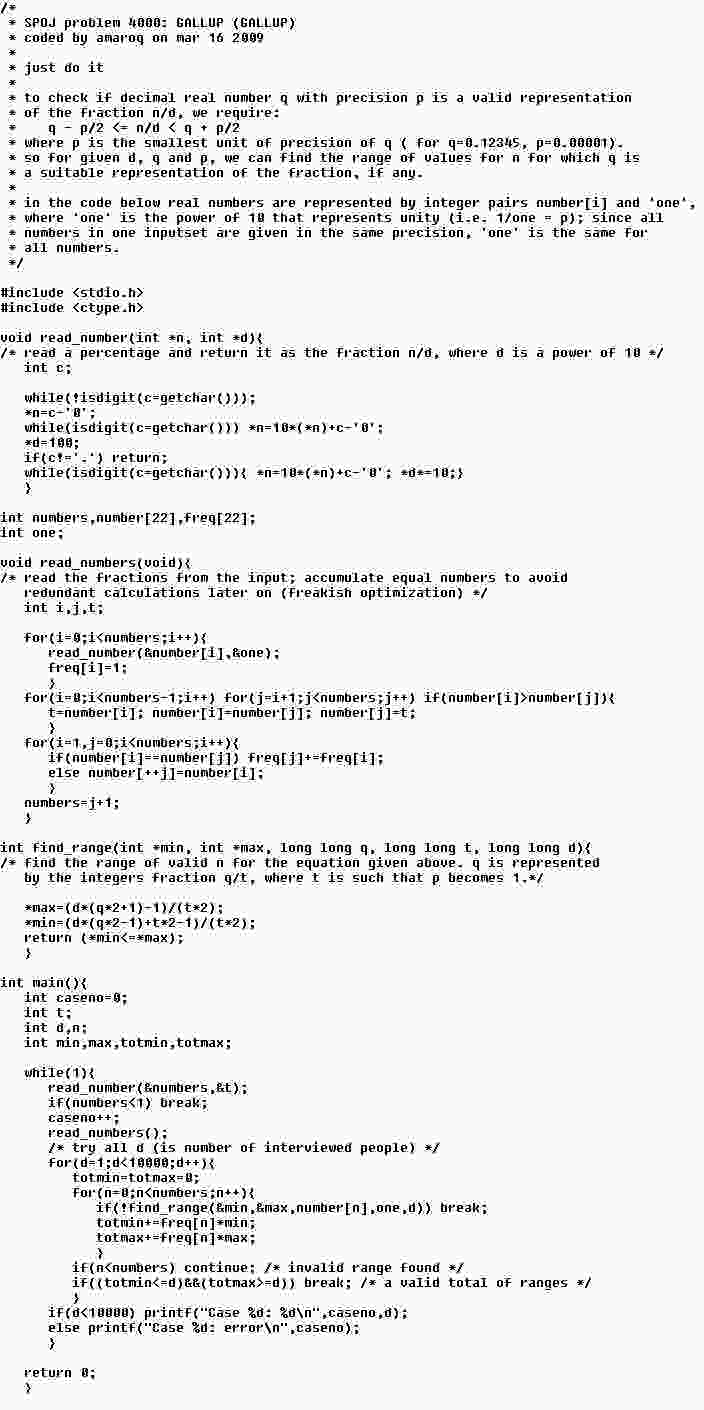 /*
 * SPOJ problem 4000: GALLUP (GALLUP)
 * coded by amaroq on mar 16 2009
 *
 * just do it
 *
 * to check if decimal real number q with precision p is a valid representation
 * of the fraction n/d, we require:
 *    q - p/2 <= n/d < q + p/2
 * where p is the smallest unit of precision of q ( for q=0.12345, p=0.00001).
 * so for given d, q and p, we can find the range of values for n for which q is
 * a suitable representation of the fraction, if any.
 *
 * in the code below real numbers are represented by integer pairs number[i] and 'one',
 * where 'one' is the power of 10 that represents unity (i.e. 1/one = p); since all
 * numbers in one inputset are given in the same precision, 'one' is the same for
 * all numbers.
 */

#include <stdio.h>
#include <ctype.h>

void read_number(int *n, int *d){
/* read a percentage and return it as the fraction n/d, where d is a power of 10 */
   int c;

   while(!isdigit(c=getchar()));
   *n=c-'0';
   while(isdigit(c=getchar())) *n=10*(*n)+c-'0';
   *d=100;
   if(c!='.') return;
   while(isdigit(c=getchar())){ *n=10*(*n)+c-'0'; *d*=10;}
   }

int numbers,number[22],freq[22];
int one;

void read_numbers(void){
/* read the fractions from the input; accumulate equal numbers to avoid
   redundant calculations later on (freakish optimization) */
   int i,j,t;

   for(i=0;i<numbers;i++){
      read_number(&number[i],&one);
      freq[i]=1;
      }
   for(i=0;i<numbers-1;i++) for(j=i+1;j<numbers;j++) if(number[i]>number[j]){
      t=number[i]; number[i]=number[j]; number[j]=t;
      }
   for(i=1,j=0;i<numbers;i++){
      if(number[i]==number[j]) freq[j]+=freq[i];
      else number[++j]=number[i];
      }
   numbers=j+1;
   }

int find_range(int *min, int *max, long long q, long long t, long long d){
/* find the range of valid n for the equation given above. q is represented
   by the integers fraction q/t, where t is such that p becomes 1.*/

   *max=(d*(q*2+1)-1)/(t*2);
   *min=(d*(q*2-1)+t*2-1)/(t*2);
   return (*min<=*max);
   }

int main(){
   int caseno=0;
   int t;
   int d,n;
   int min,max,totmin,totmax;

   while(1){
      read_number(&numbers,&t);
      if(numbers<1) break;
      caseno++;
      read_numbers();
      /* try all d (is number of interviewed people) */
      for(d=1;d<10000;d++){
         totmin=totmax=0;
         for(n=0;n<numbers;n++){
            if(!find_range(&min,&max,number[n],one,d)) break;
            totmin+=freq[n]*min;
            totmax+=freq[n]*max;
            }
         if(n<numbers) continue; /* invalid range found */
         if((totmin<=d)&&(totmax>=d)) break; /* a valid total of ranges */
         }
      if(d<10000) printf("Case %d: %d\n",caseno,d);
      else printf("Case %d: error\n",caseno);
      }

   return 0;
   }